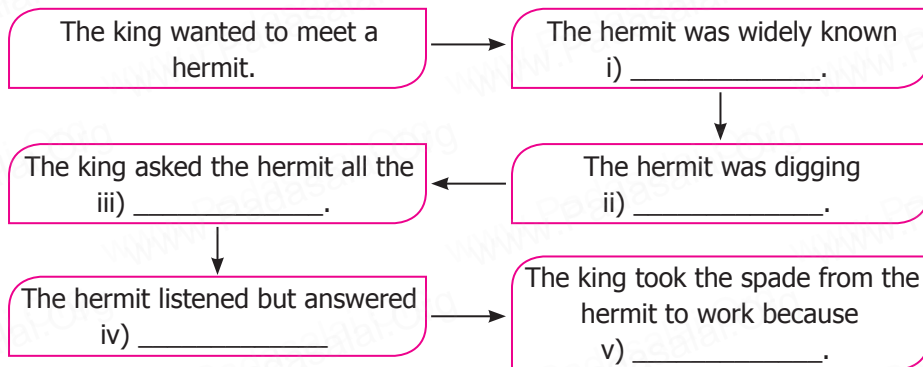 The king wanted to meet a
hermit.
The hermit was widely known
i) ______________.
The hermit was digging
ii) ______________.
The king asked the hermit all the
iii) ______________.
The hermit listened but answered
iv) ______________
The king took the spade from the
hermit to work because
v) ______________.